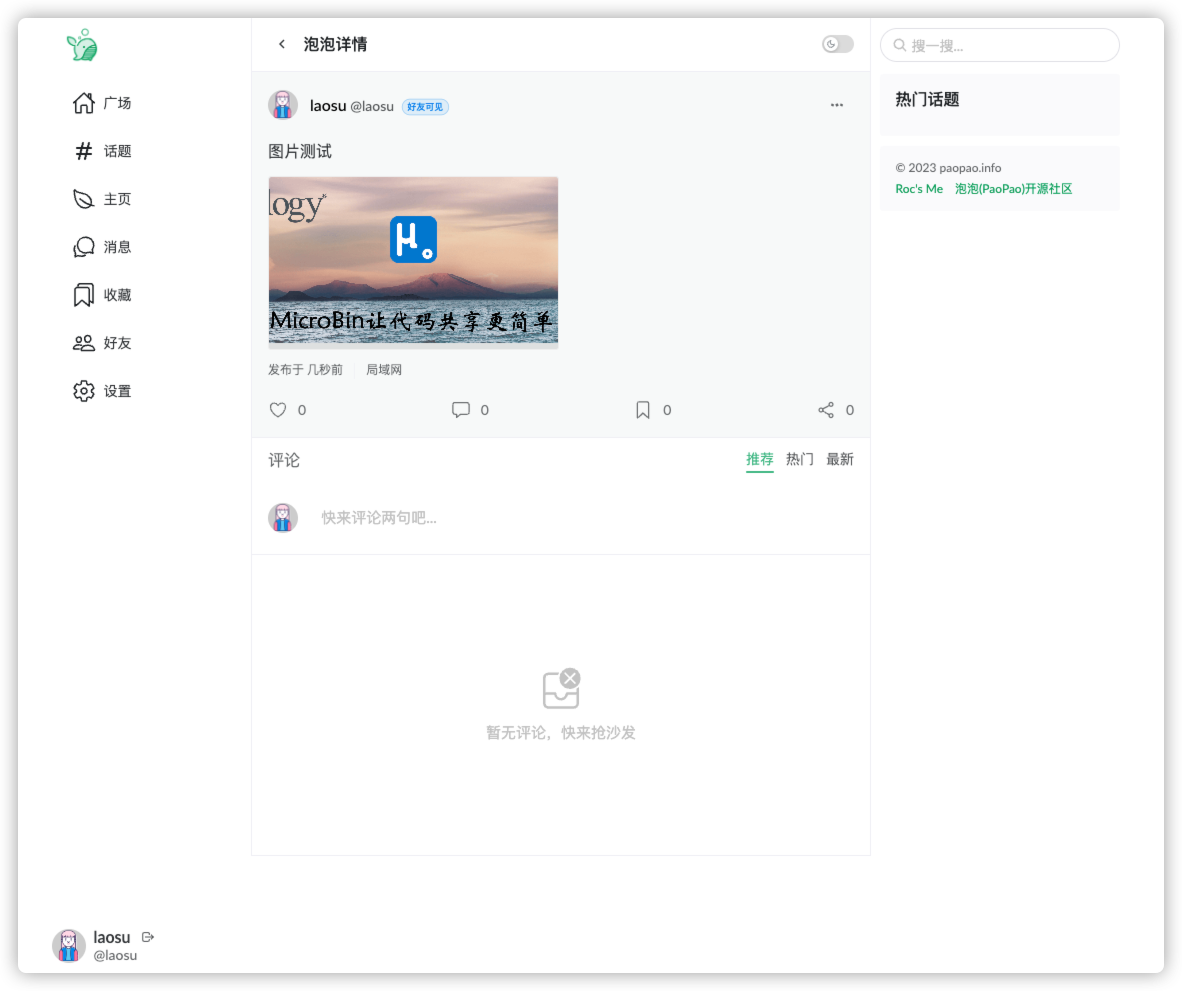 广场
话题
主页
消息
收藏
好友
设置
laosu
@laosu
泡泡详情
laosu @laosu 好友可见
图片测试
logy
μ.
MicroBin让代码共享更简单
发布于 几秒前 局域网
0 0 0 0
评论 推荐 热门 最新
快来评论两句吧...
暂无评论，快来抢沙发
搜一搜...
热门话题
© 2023 paopao.info
Roc's Me 泡泡(PaoPao)开源社区